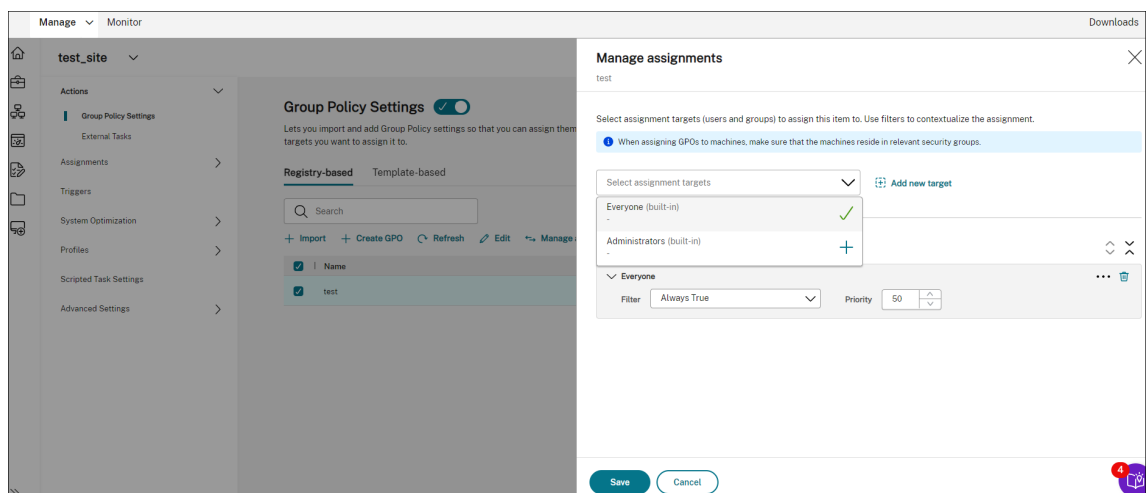 Manage Monitor Downloads
test_site
Actions
Group Policy Settings
External Tasks
Assignments
Triggers
System Optimization
Profiles
Scripted Task Settings
Advanced Settings
Group Policy Settings
Lets you import and add Group Policy settings so that you can assign them
targets you want to assign it to.
Registry-based Template-based
Search
Import Create GPO Refresh Edit Manage
Name
test
Manage assignments
test
Select assignment targets (users and groups) to assign this item to. Use filters to contextualize the assignment.
When assigning GPOs to machines, make sure that the machines reside in relevant security groups.
Select assignment targets Add new target
Everyone (built-in)
-
Administrators (built-in)
-
Everyone
Filter Always True Priority 50
Save Cancel
4